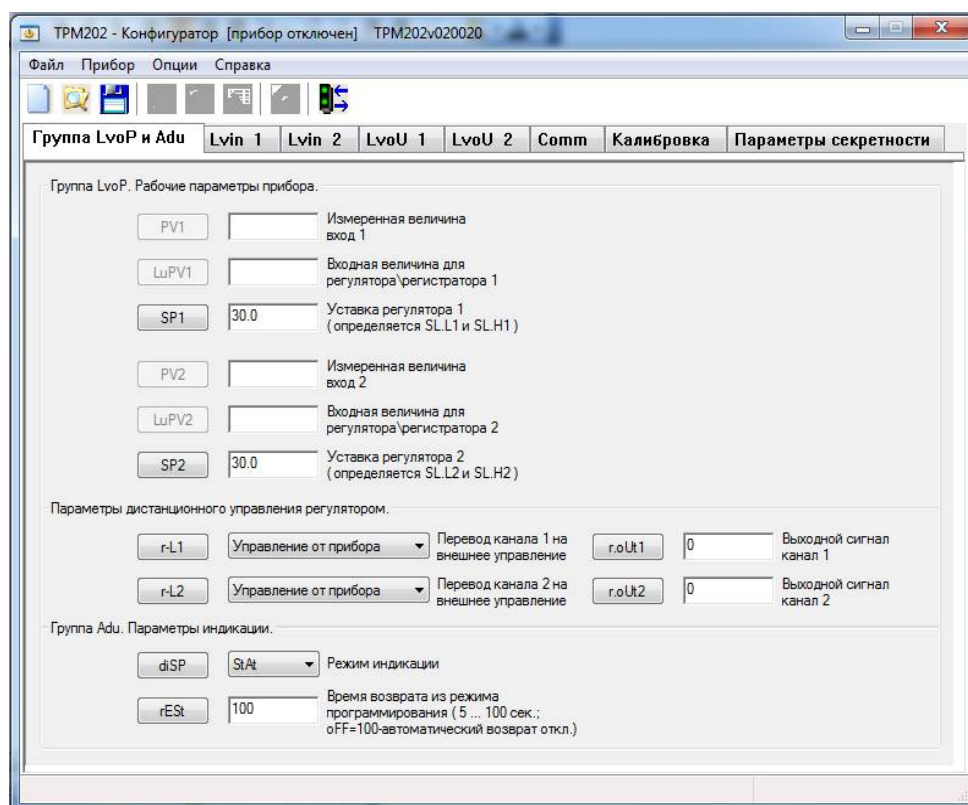 ТРМ202 - Конфигуратор [прибор отключен] TPM202v020020
Файл Прибор Опции Справка
Группа LvoP и Adu Lvin 1 Lvin 2 LvoU 1 LvoU 2 Comm Калибровка Параметры секретности
Группа LvoP. Рабочие параметры прибора.
PV1 Измеренная величина
вход 1
LuPV1 Входная величина для
регулятора\регистратора 1
SP1 30.0 Уставка регулятора 1
( определяется SL.L1 и SL.H1 )
PV2 Измеренная величина
вход 2
LuPV2 Входная величина для
регулятора\регистратора 2
SP2 30.0 Уставка регулятора 2
( определяется SL.L2 и SL.H2 )
Параметры дистанционного управления регулятором.
r-L1 Управление от прибора Перевод канала 1 на
внешнее управление
r.oUt1 0 Выходной сигнал
канал 1
r-L2 Управление от прибора Перевод канала 2 на
внешнее управление
r.oUt2 0 Выходной сигнал
канал 2
Группа Adu. Параметры индикации.
diSP StAt Режим индикации
rESt 100 Время возврата из режима
программирования ( 5 ... 100 сек.;
oFF=100-автоматический возврат откл.)